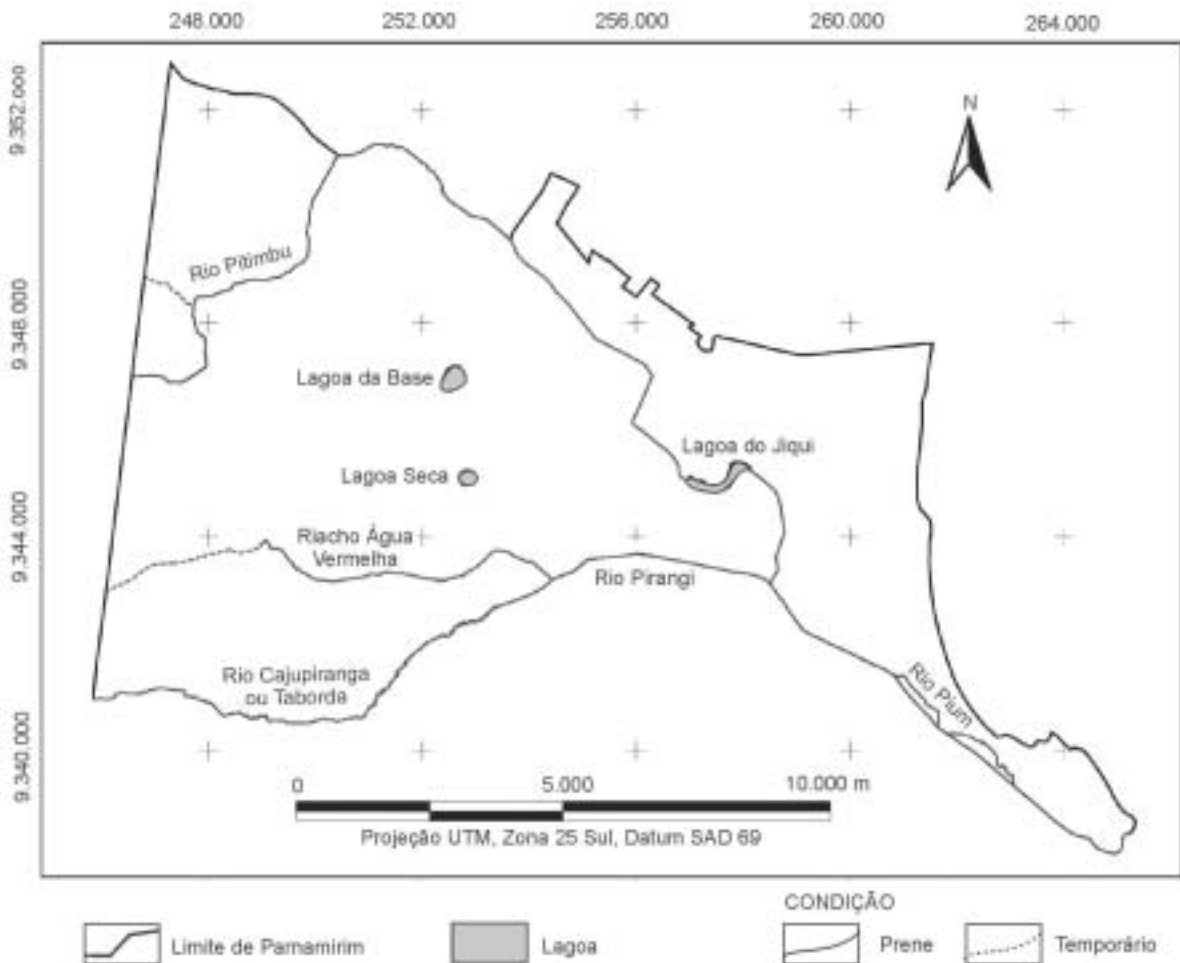 248.000 252.000 256.000 260.000 264.000
9.352.000
N
Rio Pitimbu
9.348.000
Lagoa da Base
Lagoa do Jiqui
Lagoa Seca
9.344.000
Riacho Água
Vermelha
Rio Pirangi
Rio Cajupiranga
ou Taborda
Rio Pium
9.340.000
0 5.000 10.000 m
Projeção UTM, Zona 25 Sul, Datum SAD 69
CONDIÇÃO
Limite de Parnamirim Lagoa Prene Temporário